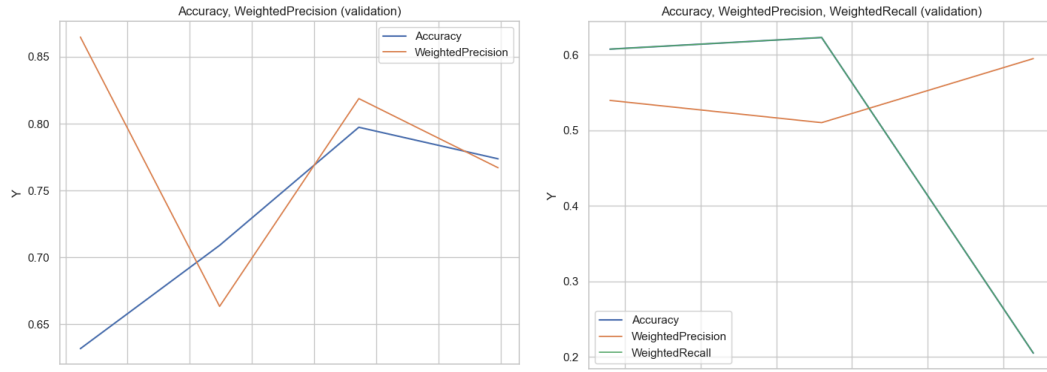 Accuracy, WeightedPrecision (validation)
Accuracy
WeightedPrecision
0.85
0.80
0.75
0.70
0.65
Y
Accuracy, WeightedPrecision, WeightedRecall (validation)
0.6
0.5
0.4
0.3
0.2
Y
Accuracy
WeightedPrecision
WeightedRecall